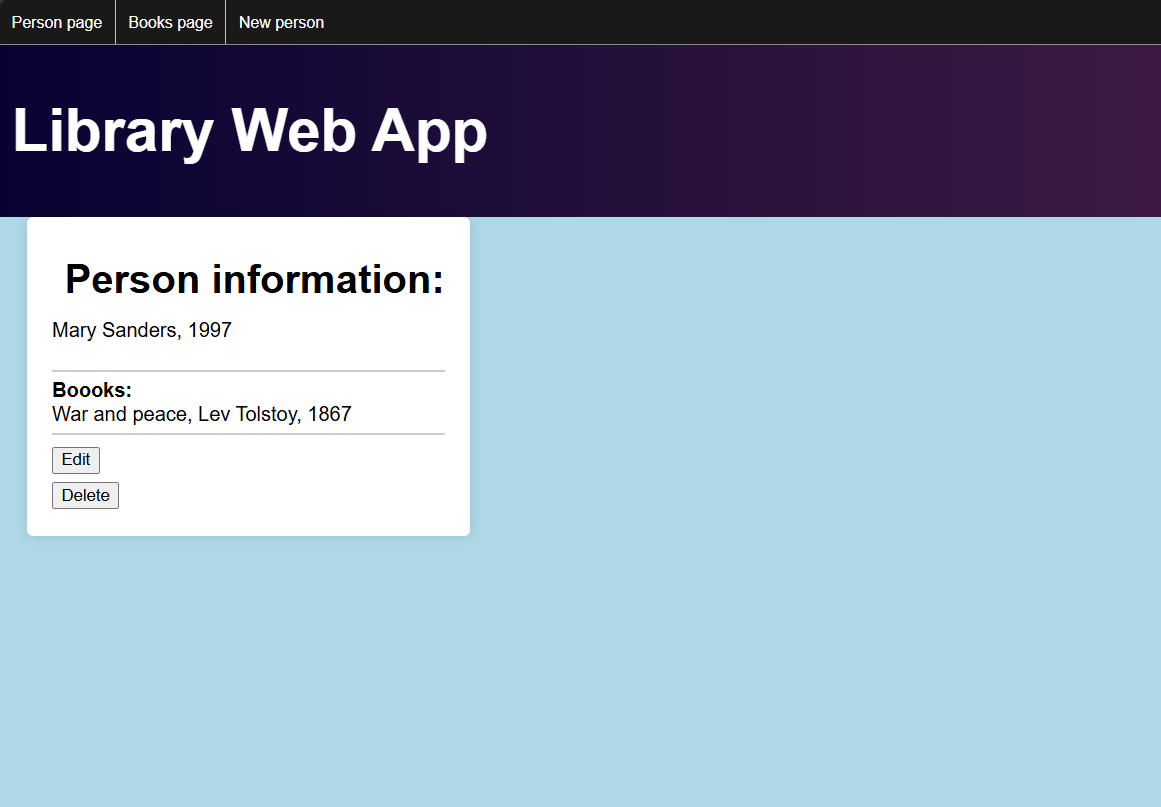 Person page
Books page
New person
Library Web App
Person information:
Mary Sanders, 1997
Boooks:
War and peace, Lev Tolstoy, 1867
Edit
Delete